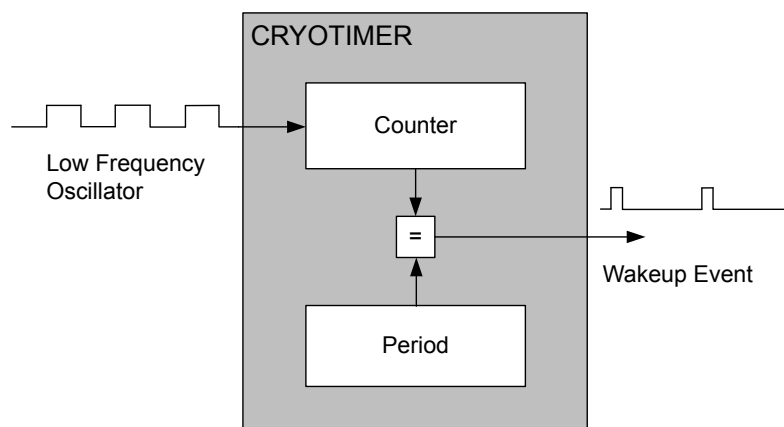 CRYOTIMER
Counter
Low Frequency
Oscillator
=
Wakeup Event
Period